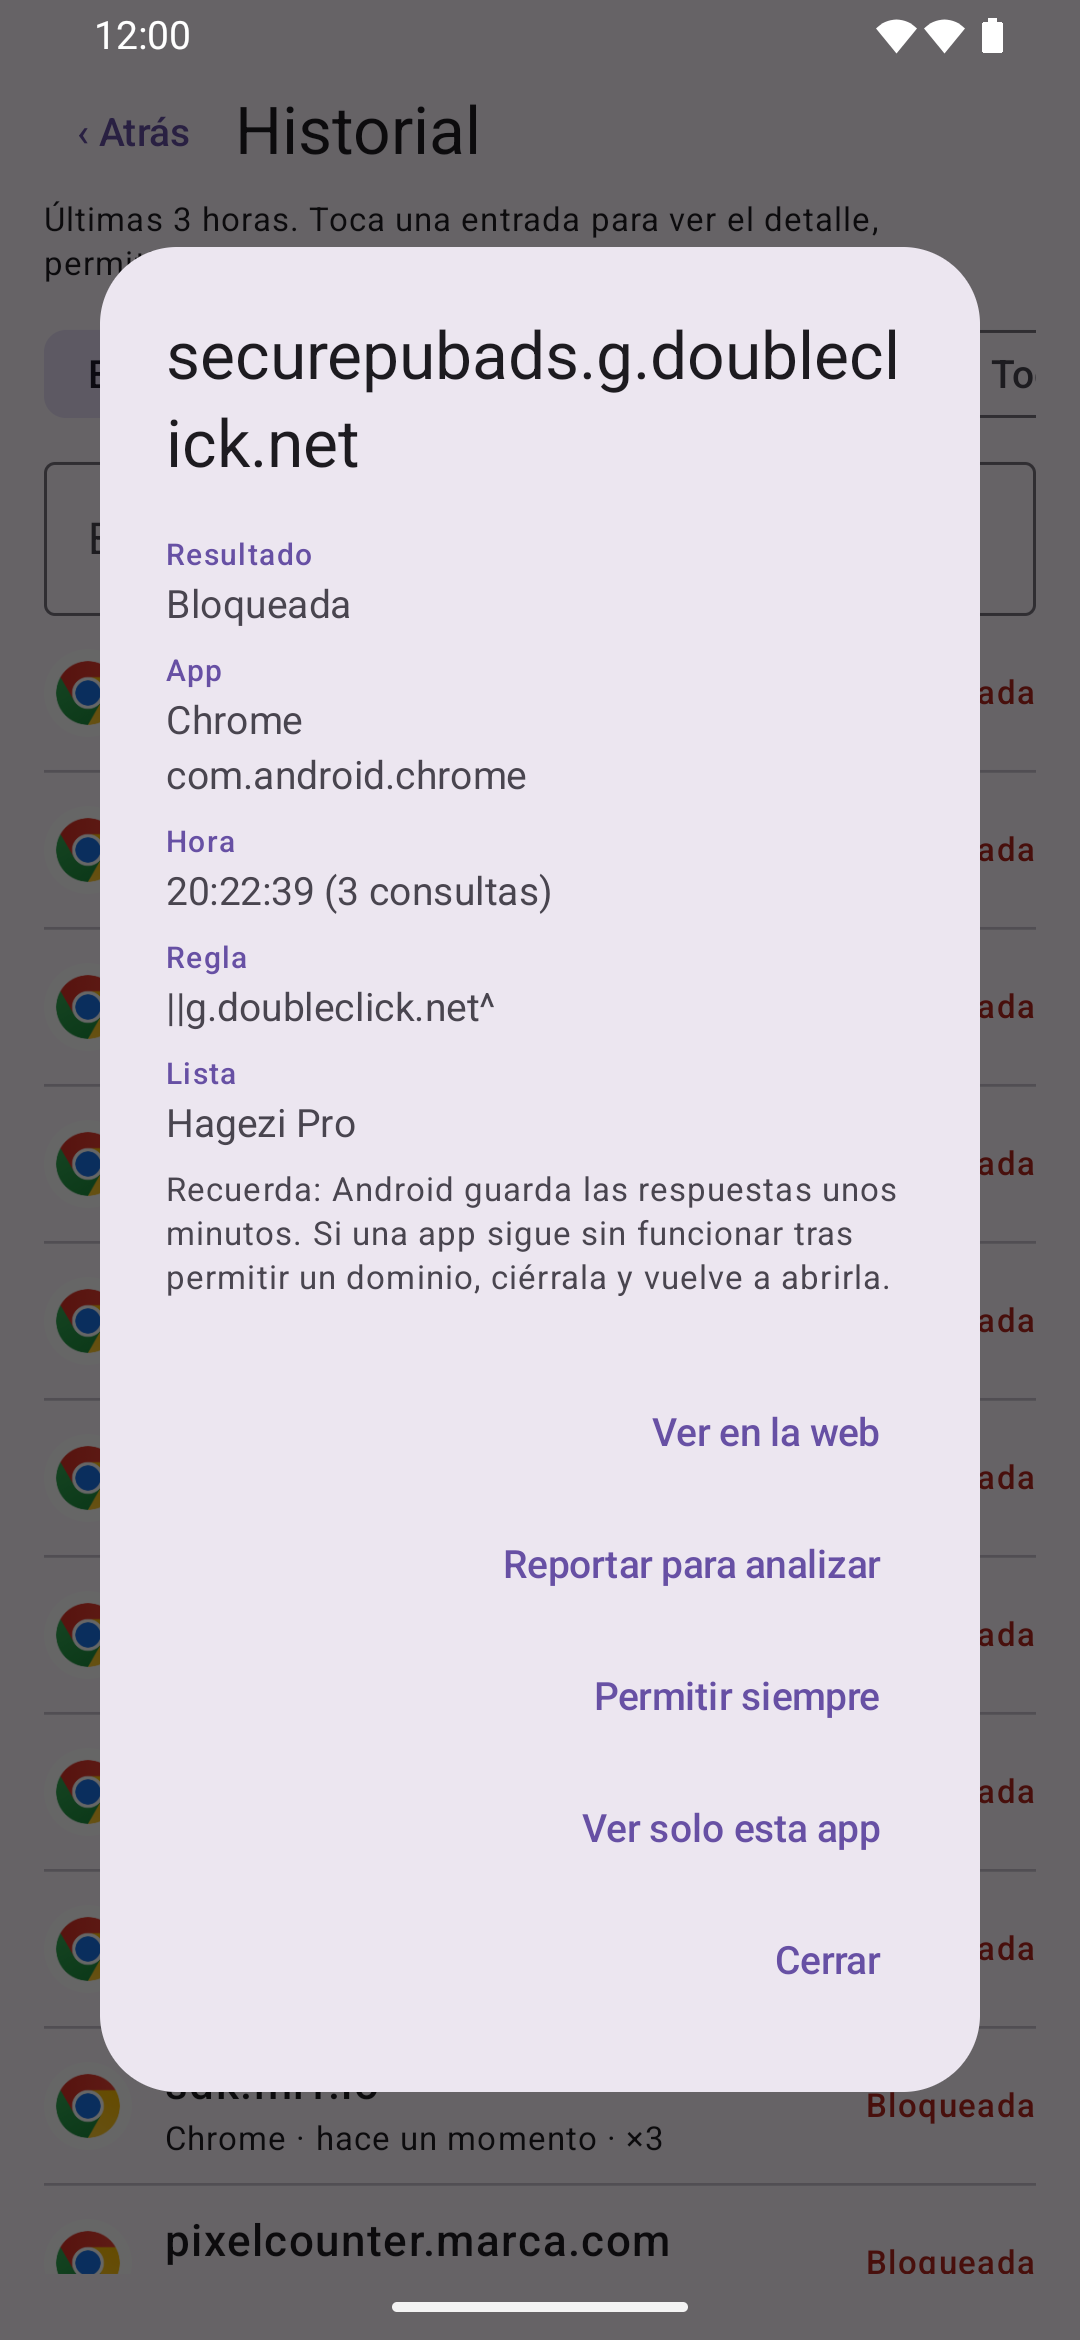 12:00
‹ Atrás Historial
Últimas 3 horas. Toca una entrada para ver el detalle,
securepubads.g.doublecl
ick.net
Resultado
Bloqueada
App
Chrome
com.android.chrome
Hora
20:22:39 (3 consultas)
Regla
||g.doubleclick.net^
Lista
Hagezi Pro
Recuerda: Android guarda las respuestas unos
minutos. Si una app sigue sin funcionar tras
permitir un dominio, ciérrala y vuelve a abrirla.
Ver en la web
Reportar para analizar
Permitir siempre
Ver solo esta app
Cerrar
Bloqueada
Chrome · hace un momento · ×3
pixelcounter.marca.com
Bloqueada